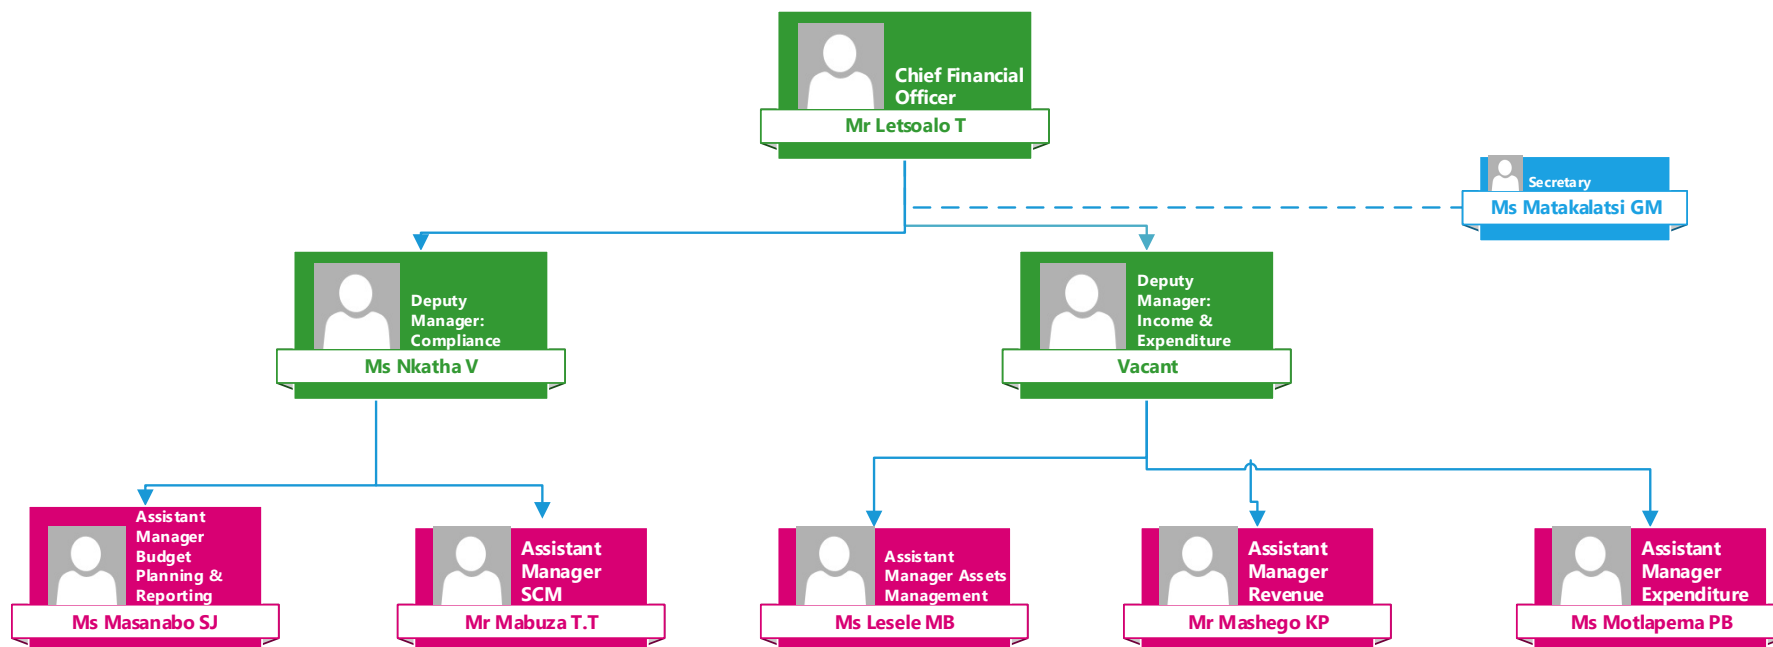 Chief Financial
Officer
Mr Letsoalo T
Secretary
Ms Matakalatsi GM
Deputy
Manager:
Compliance
Ms Nkatha V
Deputy
Manager:
Income &
Expenditure
Vacant
Assistant
Manager
Budget
Planning &
Reporting
Ms Masanabo SJ
Assistant
Manager
SCM
Mr Mabuza T.T
Assistant
Manager Assets
Management
Ms Lesele MB
Assistant
Manager
Revenue
Mr Mashego KP
Assistant
Manager
Expenditure
Ms Motlapema PB